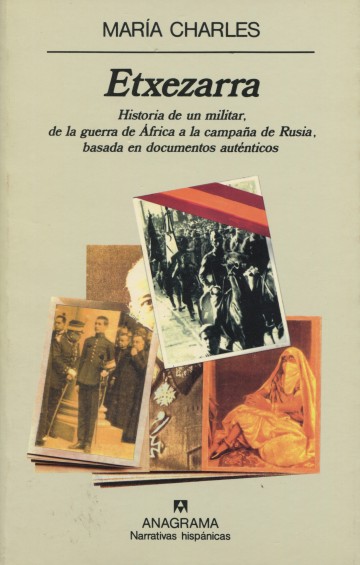 MARÍA CHARLES
Etxezarra
Historia de un militar,
de la guerra de África a la campaña de Rusia,
basada en documentos auténticos
ANAGRAMA
Narrativas hispánicas